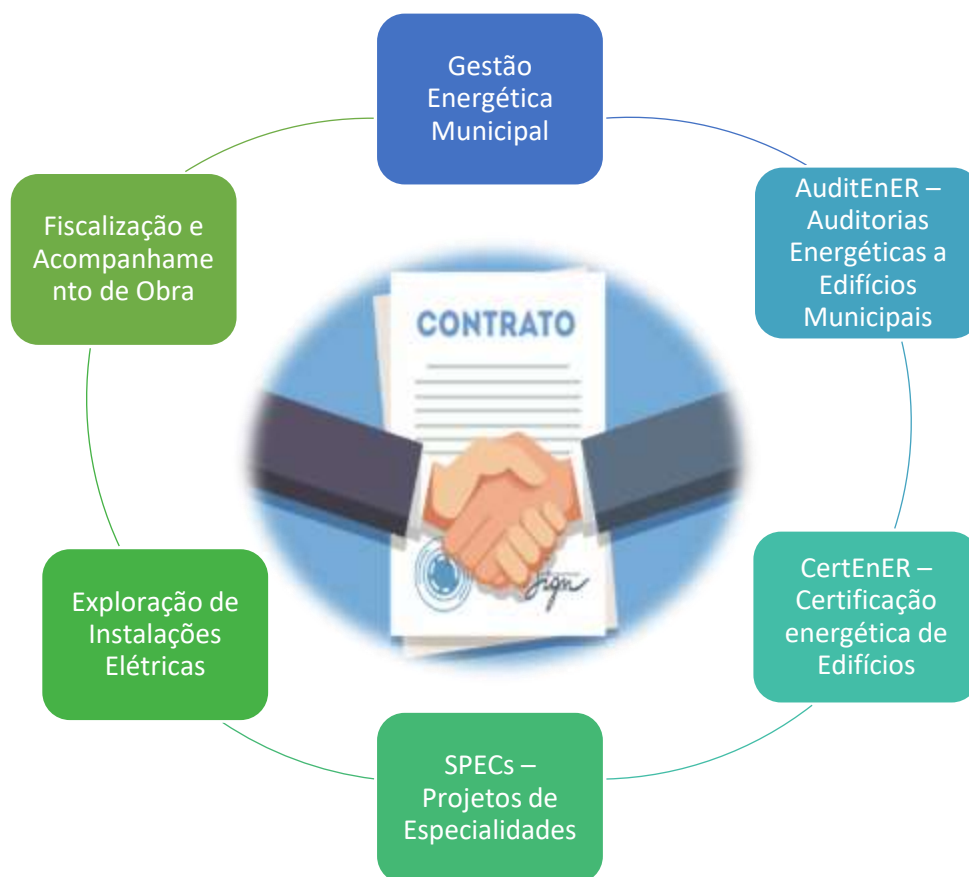 Gestão
Energética
Municipal
AuditEnER –
Auditorias
Energéticas a
Edifícios
Municipais
CertEnER –
Certificação
energética de
Edifícios
SPECs –
Projetos de
Especialidades
Exploração de
Instalações
Elétricas
Fiscalização e
Acompanhame
nto de Obra
CONTRATO
Sign